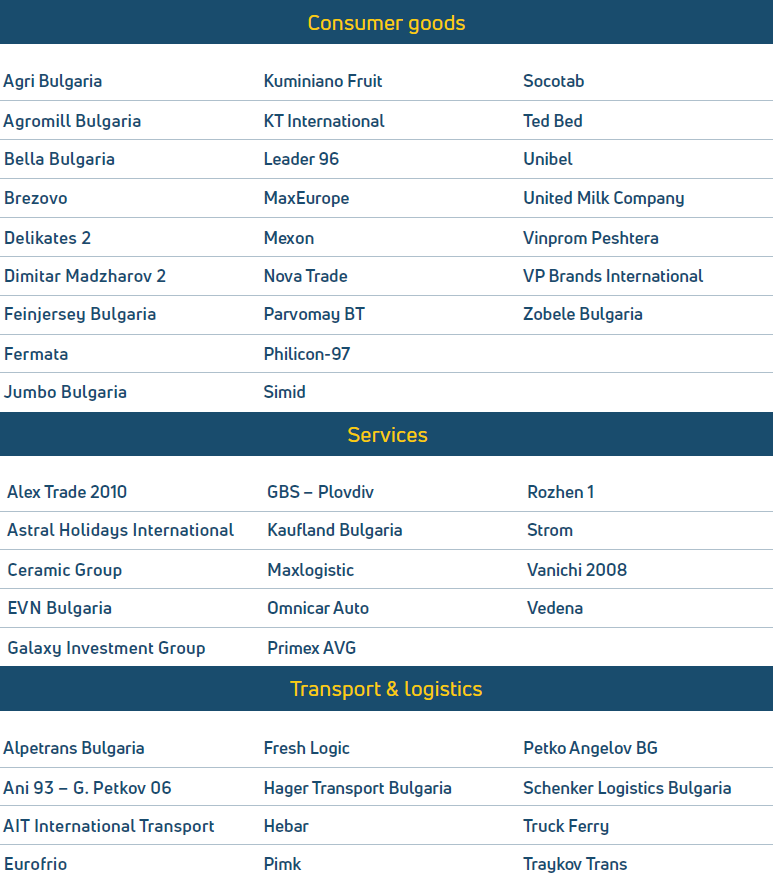 Consumer goods
Agri Bulgaria Kuminiano Fruit Socotab
Agromill Bulgaria KT International Ted Bed
Bella Bulgaria Leader 96 Unibel
Brezovo MaxEurope United Milk Company
Delikates 2 Mexon Vinprom Peshtera
Dimitar Madzharov 2 Nova Trade VP Brands International
Feinjersey Bulgaria Parvomay BT Zobele Bulgaria
Fermata Philicon-97
Jumbo Bulgaria Simid
Services
Alex Trade 2010 GBS – Plovdiv Rozhen 1
Astral Holidays International Kaufland Bulgaria Strom
Ceramic Group Maxlogistic Vanichi 2008
EVN Bulgaria Omnicar Auto Vedena
Galaxy Investment Group Primex AVG
Transport & logistics
Alpetrans Bulgaria Fresh Logic Petko Angelov BG
Ani 93 – G. Petkov 06 Hager Transport Bulgaria Schenker Logistics Bulgaria
AIT International Transport Hebar Truck Ferry
Eurofrio Pimk Traykov Trans